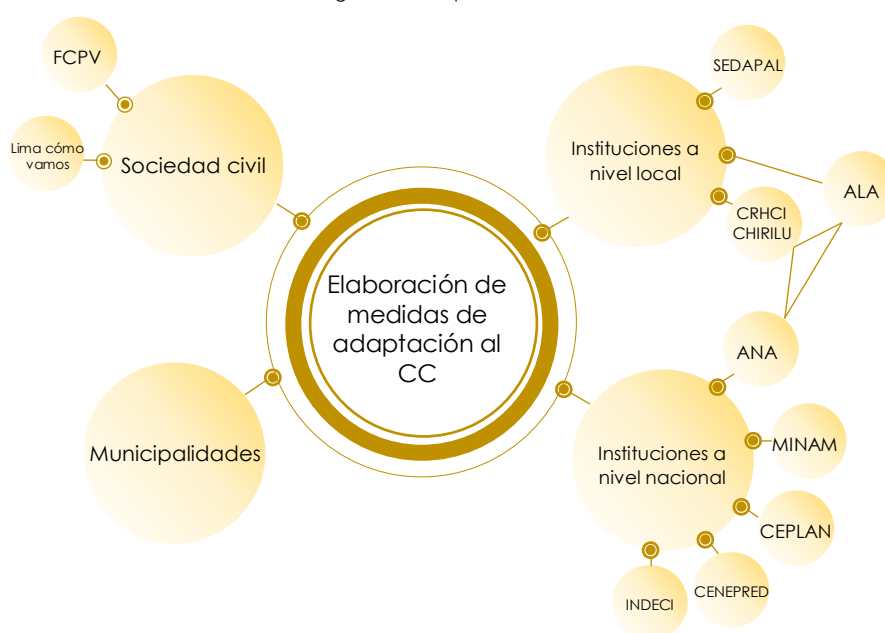 FCPV
Lima cómo
vamos
Sociedad civil
SEDAPAL
Instituciones a
nivel local
ALA
CRHCI
CHIRILU
Elaboración de
medidas de
adaptación al
CC
ANA
Municipalidades
Instituciones a
nivel nacional
MINAM
CEPLAN
CENEPRED
INDECI